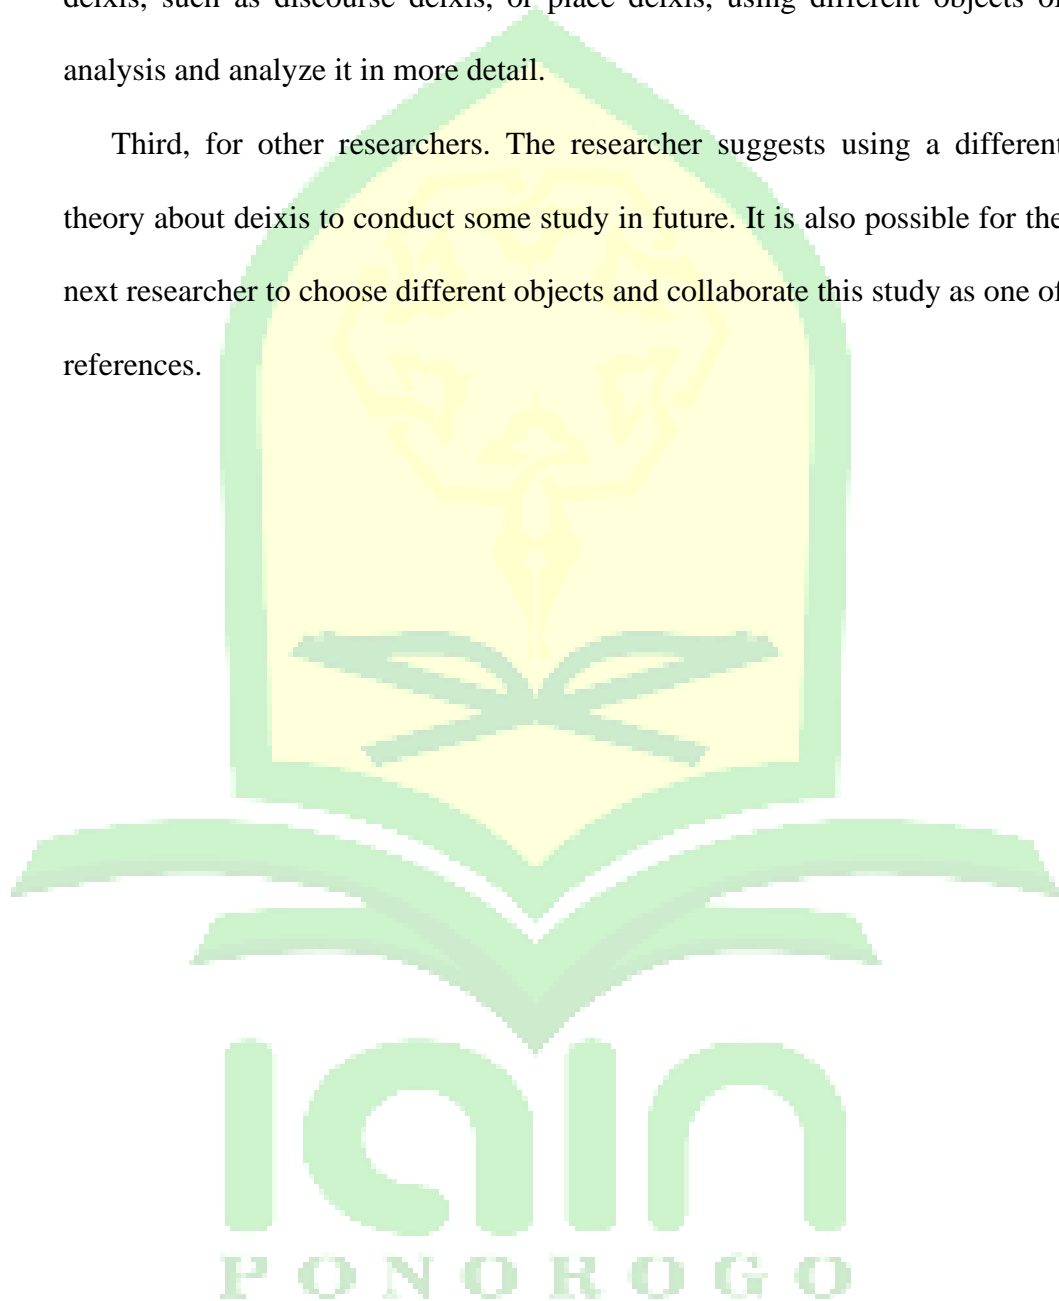 deixis, such as discourse deixis, or place deixis, using different objects of
analysis and analyze it in more detail.
Third, for other researchers. The researcher suggests using a different
theory about deixis to conduct some study in future. It is also possible for the
next researcher to choose different objects and collaborate this study as one of
references.
iain
PONOROGO